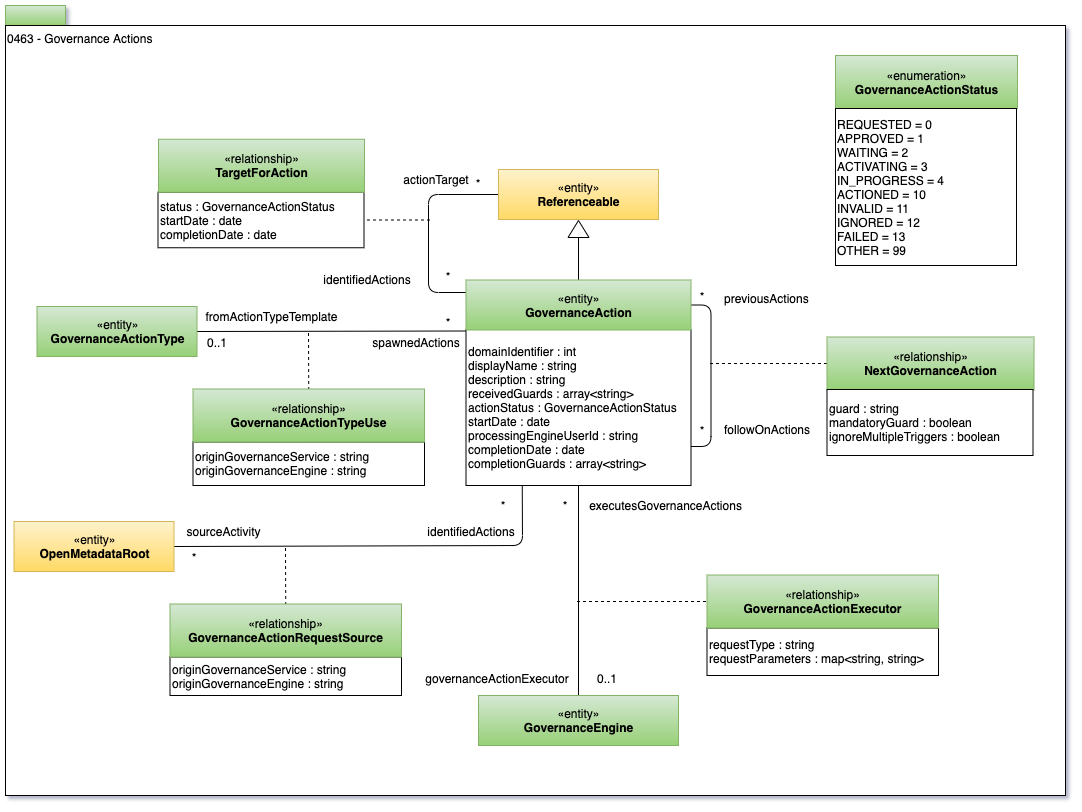 0463 - Governance Actions
«enumeration»
GovernanceActionStatus
REQUESTED = 0
APPROVED = 1
WAITING = 2
ACTIVATING = 3
IN_PROGRESS = 4
ACTIONED = 10
INVALID = 11
IGNORED = 12
FAILED = 13
OTHER = 99
«relationship»
TargetForAction
status : GovernanceActionStatus
startDate : date
completionDate : date
actionTarget *
«entity»
Referenceable
*
identifiedActions
«entity»
GovernanceAction
domainIdentifier : int
displayName : string
description : string
receivedGuards : array<string>
actionStatus : GovernanceActionStatus
startDate : date
processingEngineUserId : string
completionDate : date
completionGuards : array<string>
* previousActions
* followOnActions
«relationship»
NextGovernanceAction
guard : string
mandatoryGuard : boolean
ignoreMultipleTriggers : boolean
«entity»
GovernanceActionType
fromActionTypeTemplate *
0..1 spawnedActions
«relationship»
GovernanceActionTypeUse
originGovernanceService : string
originGovernanceEngine : string
* * executesGovernanceActions
«entity»
OpenMetadataRoot
sourceActivity identifiedActions
*
«relationship»
GovernanceActionRequestSource
originGovernanceService : string
originGovernanceEngine : string
«relationship»
GovernanceActionExecutor
requestType : string
requestParameters : map<string, string>
governanceActionExecutor 0..1
«entity»
GovernanceEngine